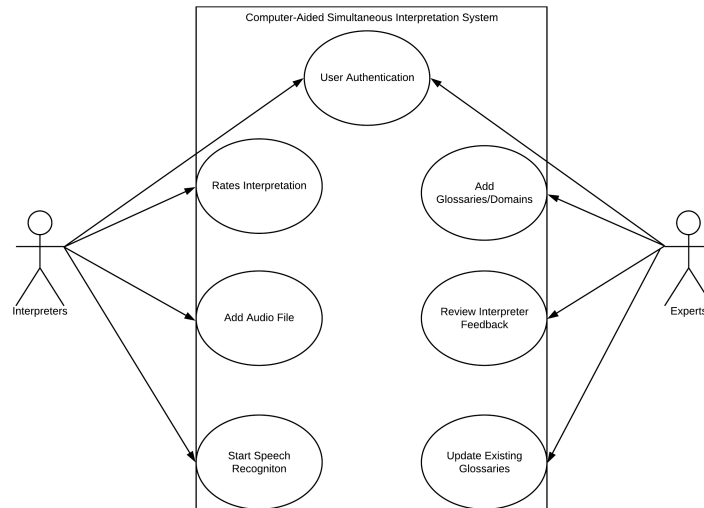 Computer-Aided Simultaneous Interpretation System
User Authentication
Rates Interpretation
Add
Glossaries/Domains
Interpreters
Add Audio File
Review Interpreter
Feedback
Experts
Start Speech
Recogniton
Update Existing
Glossaries